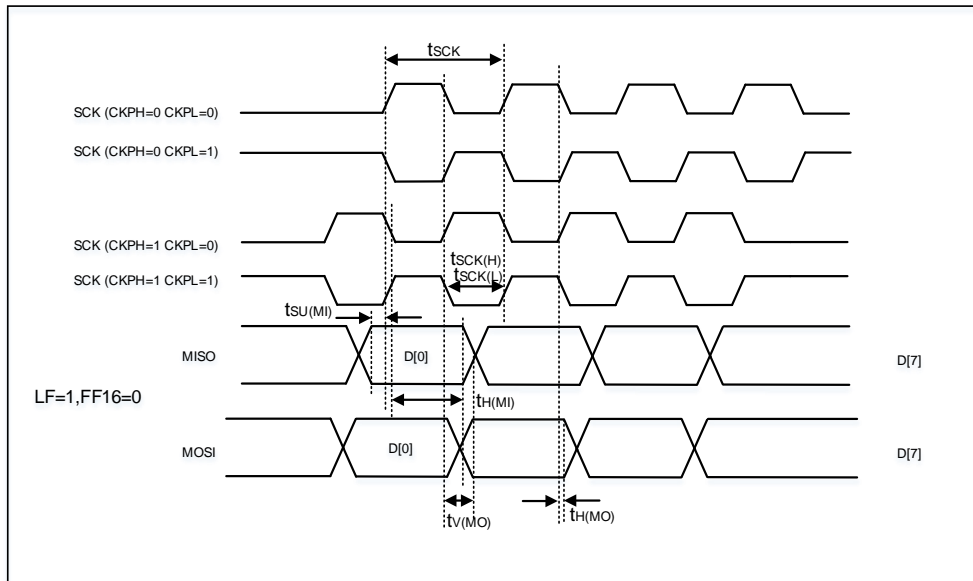 tSCK
SCK (CKPH=0 CKPL=0)
SCK (CKPH=0 CKPL=1)
SCK (CKPH=1 CKPL=0)
tSCK(H)
SCK (CKPH=1 CKPL=1)
tSCK(L)
tSU(MI)
MISO
D[0]
D[7]
LF=1,FF16=0
tH(MI)
MOSI
D[0]
D[7]
tV(MO)
tH(MO)